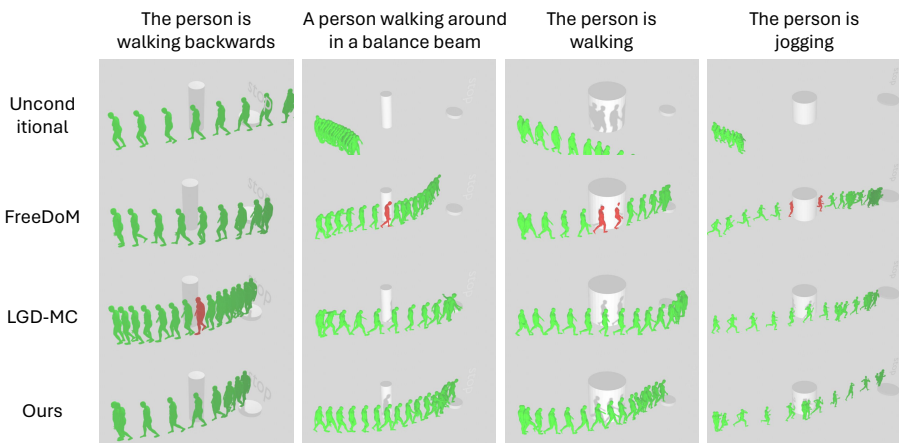 The person is
walking backwards
A person walking around
in a balance beam
The person is
walking
The person is
jogging
Uncond
itional
FreeDoM
LGD-MC
Ours